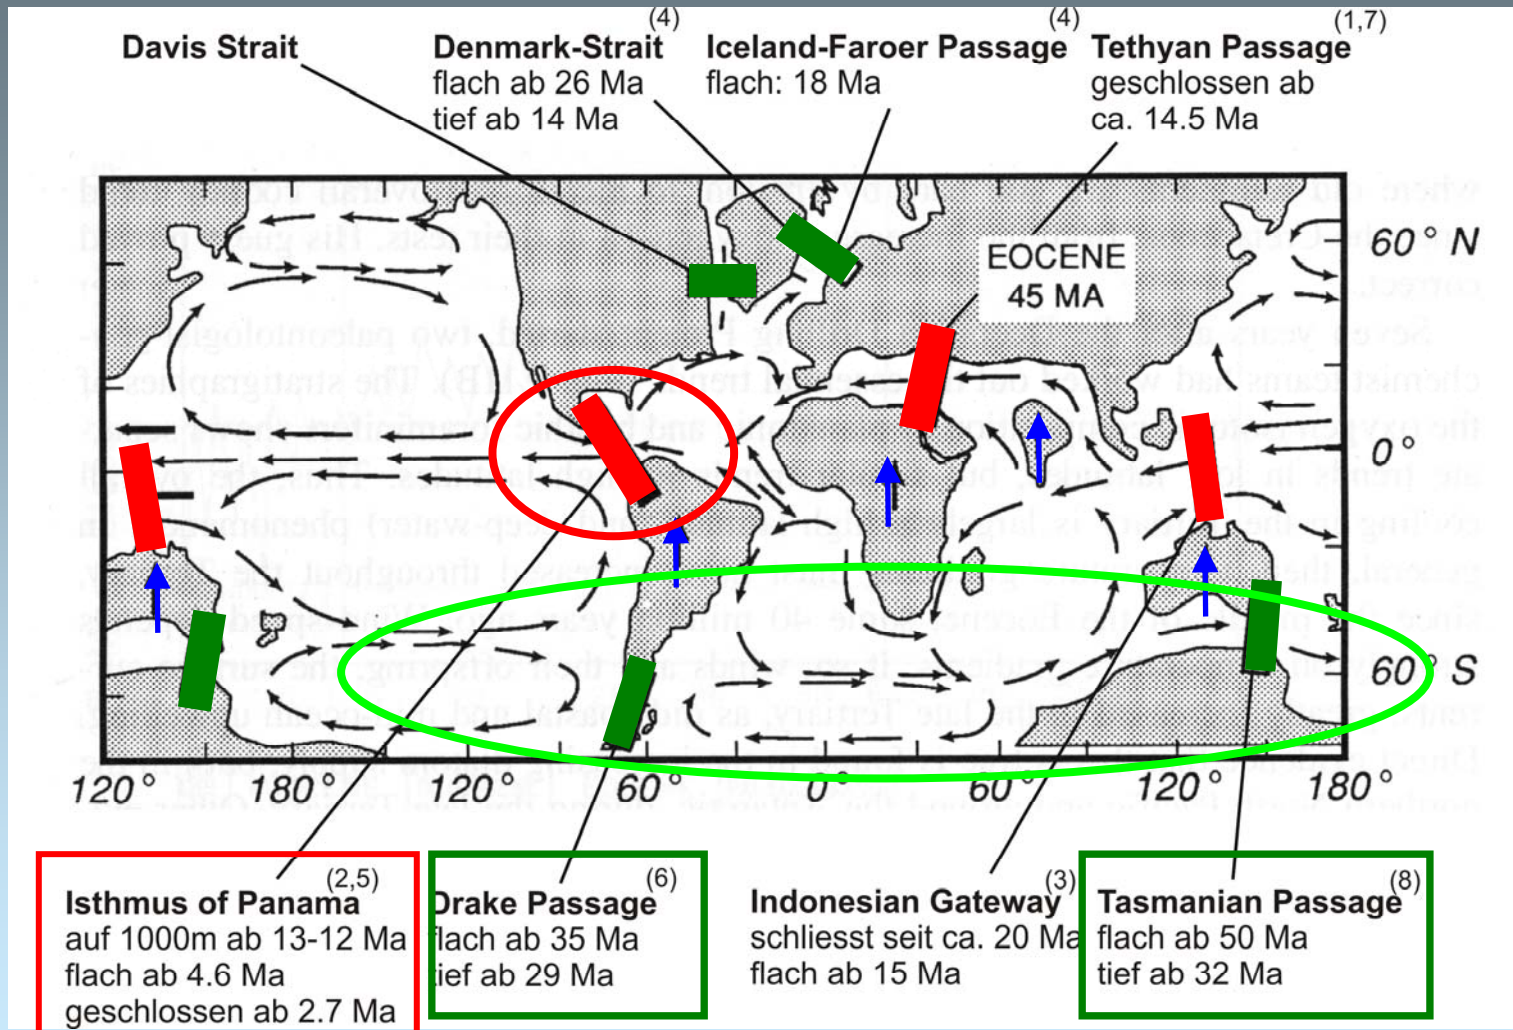 (4)
(4)
(1,7)
Davis Strait
Denmark-Strait
flach ab 26 Ma
tief ab 14 Ma
Iceland-Faroer Passage
flach: 18 Ma
Tethyan Passage
geschlossen ab
ca. 14.5 Ma
EOCENE
45 MA
60° N
0°
60° S
120° 180° 120° 60° 0° 60° 120° 180°
(2,5)
Isthmus of Panama
auf 1000m ab 13-12 Ma
flach ab 4.6 Ma
geschlossen ab 2.7 Ma
(6)
Drake Passage
flach ab 35 Ma
tief ab 29 Ma
(3)
Indonesian Gateway
schliesst seit ca. 20 Ma
flach ab 15 Ma
(8)
Tasmanian Passage
flach ab 50 Ma
tief ab 32 Ma